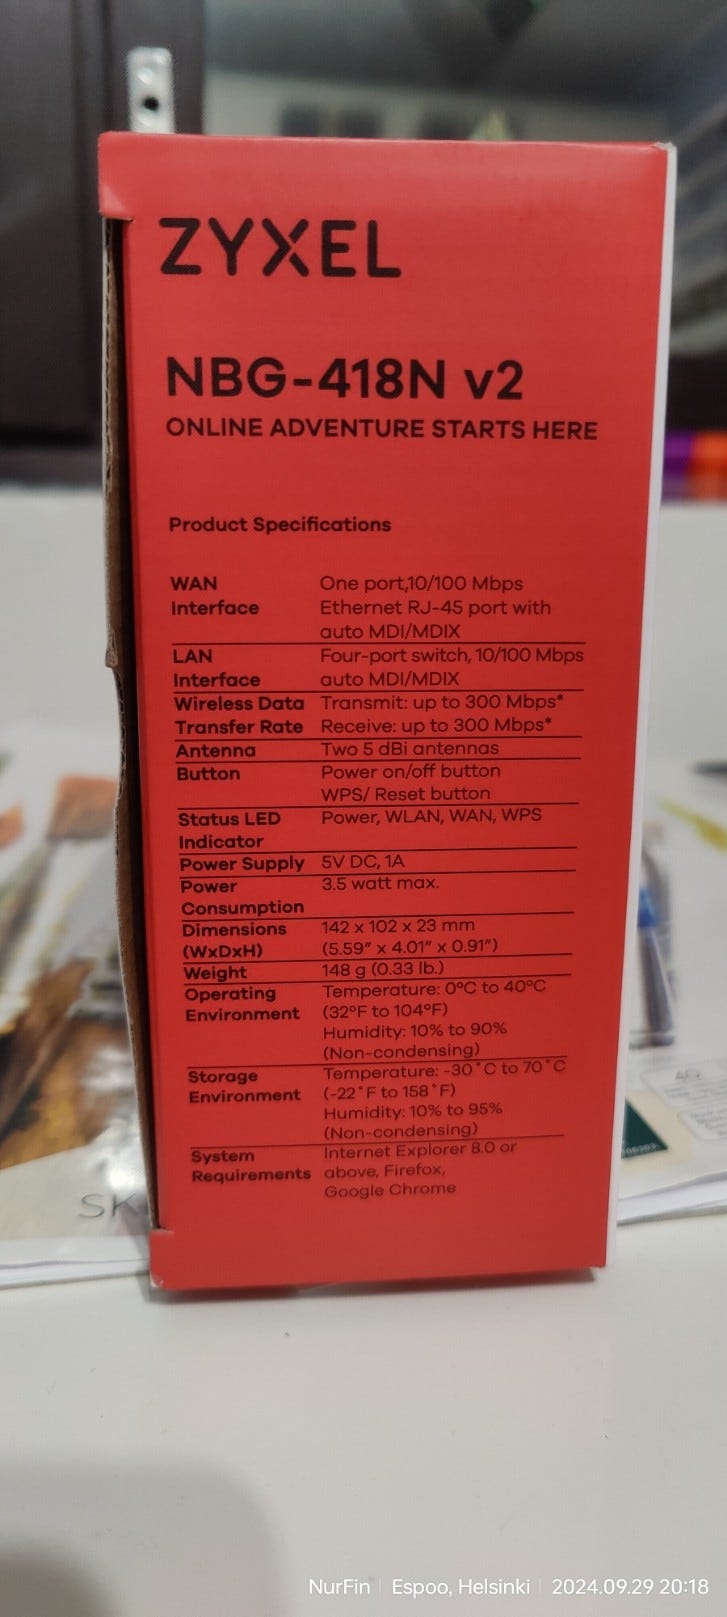 ZYXEL
NBG-418N v2
ONLINE ADVENTURE STARTS HERE
Product Specifications
WAN One port,10/100 Mbps
Interface Ethernet RJ-45 port with
auto MDI/MDIX
LAN Four-port switch, 10/100 Mbps
Interface auto MDI/MDIX
Wireless Data Transmit: up to 300 Mbps*
Transfer Rate Receive: up to 300 Mbps*
Antenna Two 5 dBi antennas
Button Power on/off button
WPS/ Reset button
Status LED Power, WLAN, WAN, WPS
Indicator
Power Supply 5V DC, 1A
Power 3.5 watt max.
Consumption
Dimensions 142 x 102 x 23 mm
(WxDxH) (5.59” x 4.01” x 0.91”)
Weight 148 g (0.33 lb.)
Operating Temperature: 0°C to 40°C
Environment (32°F to 104°F)
Humidity: 10% to 90%
(Non-condensing)
Storage Temperature: -30˚C to 70˚C
Environment (-22˚F to 158˚F)
Humidity: 10% to 95%
(Non-condensing)
System Internet Explorer 8.0 or
Requirements above, Firefox,
Google Chrome
SK
NurFin | Espoo, Helsinki | 2024.09.29 20:18